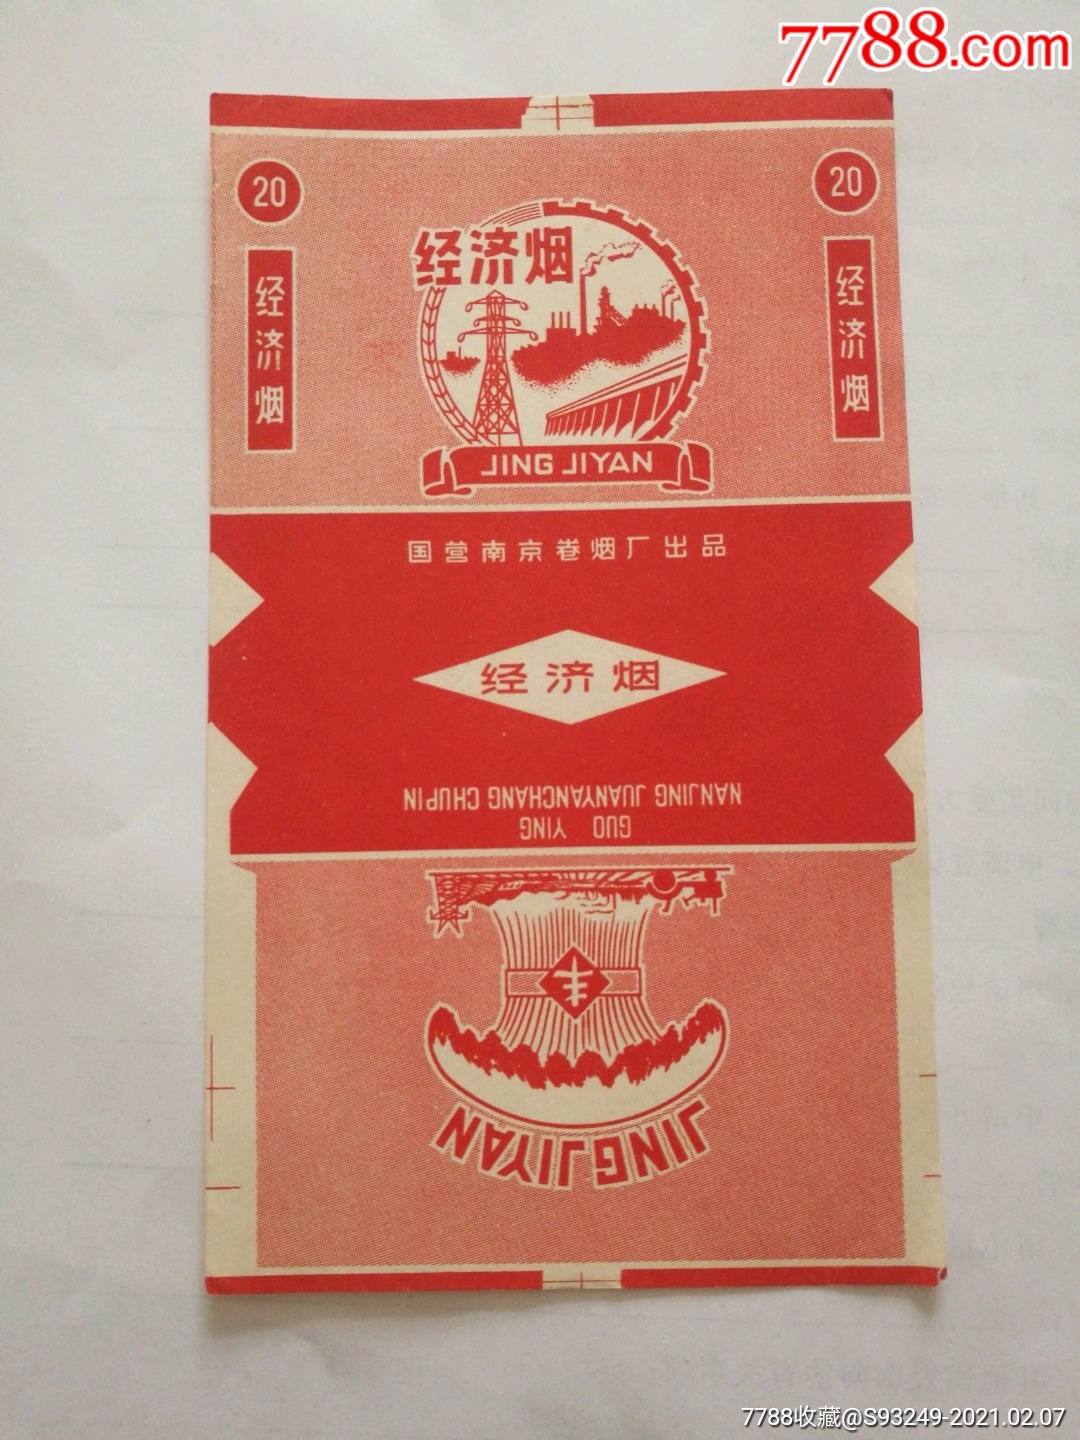 7788.com
20
20
经济烟
经济烟
经济烟
JING JIYAN
国营南京卷烟厂出品
经济烟
GUO YING
NANJING JUANYANCHANG CHUPIN
丰
JINGJIYAN
7788收藏@S93249-2021.02.07